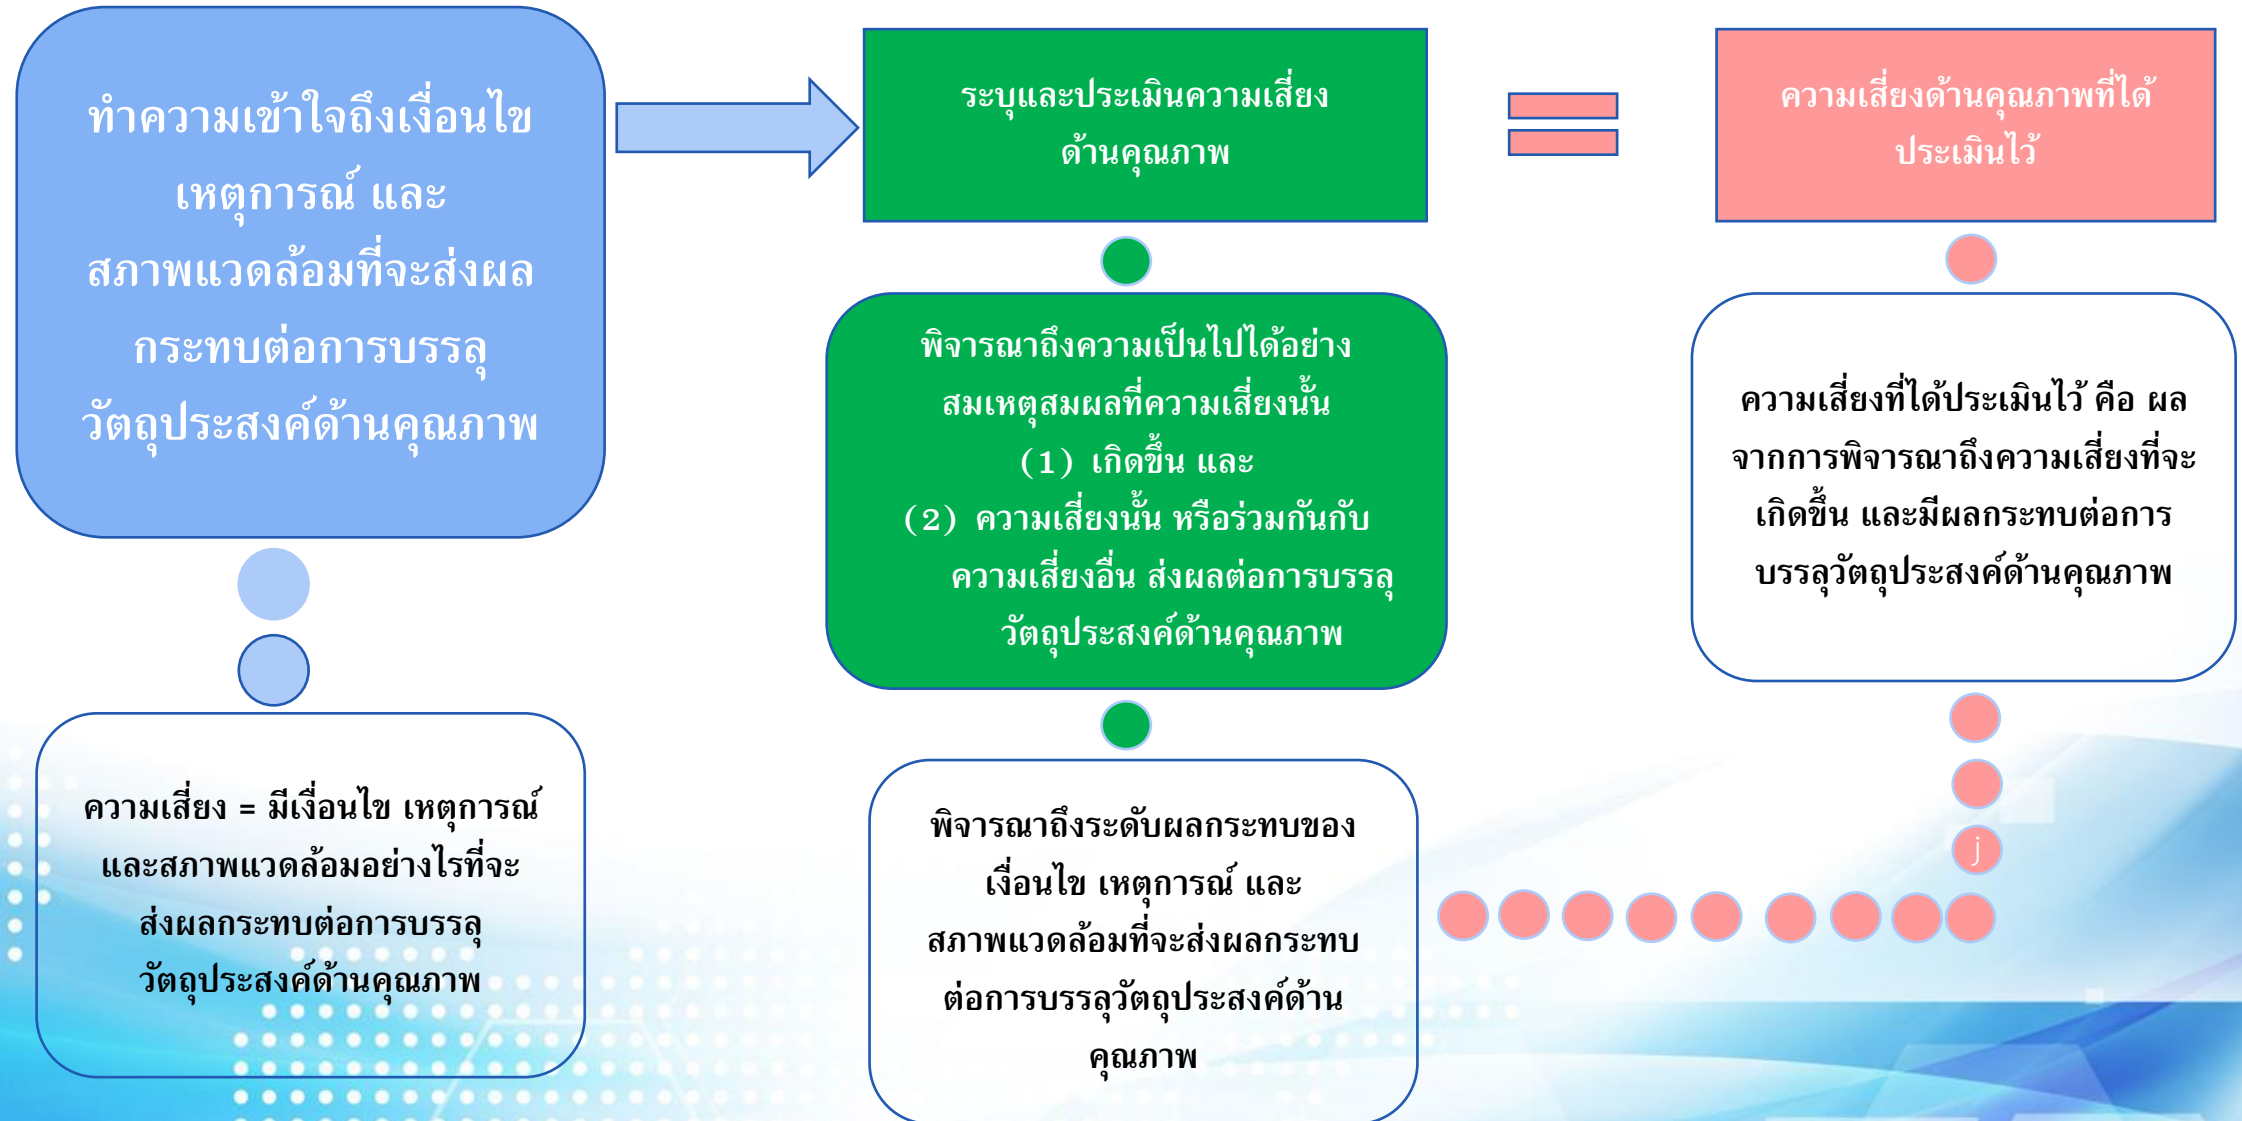 ทำความเข้าใจถึงเงื่อนไข
เหตุการณ์ และ
สภาพแวดล้อมที่จะส่งผล
กระทบต่อการบรรลุ
วัตถุประสงค์ด้านคุณภาพ
ความเสี่ยง = มีเงื่อนไข เหตุการณ์
และสภาพแวดล้อมอย่างไรที่จะ
ส่งผลกระทบต่อการบรรลุ
วัตถุประสงค์ด้านคุณภาพ
ระบุและประเมินความเสี่ยง
ด้านคุณภาพ
พิจารณาถึงความเป็นไปได้อย่าง
สมเหตุสมผลที่ความเสี่ยงนั้น
(1) เกิดขึ้น และ
(2) ความเสี่ยงนั้น หรือร่วมกันกับ
ความเสี่ยงอื่น ส่งผลต่อการบรรลุ
วัตถุประสงค์ด้านคุณภาพ
พิจารณาถึงระดับผลกระทบของ
เงื่อนไข เหตุการณ์ และ
สภาพแวดล้อมที่จะส่งผลกระทบ
ต่อการบรรลุวัตถุประสงค์ด้าน
คุณภาพ
ความเสี่ยงด้านคุณภาพที่ได้
ประเมินไว้
ความเสี่ยงที่ได้ประเมินไว้ คือ ผล
จากการพิจารณาถึงความเสี่ยงที่จะ
เกิดขึ้น และมีผลกระทบต่อการ
บรรลุวัตถุประสงค์ด้านคุณภาพ
j